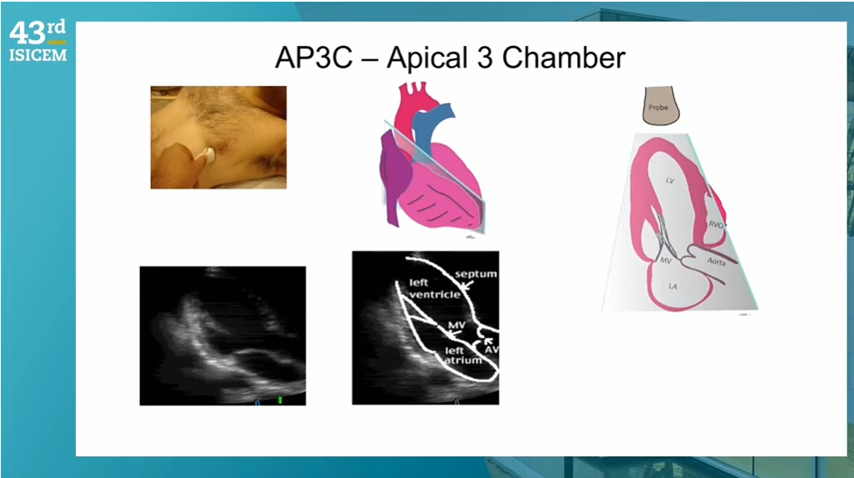 43rd
ISICEM
AP3C – Apical 3 Chamber
Probe
LV
RVO
MV
Aorta
LA
septum
left
ventricle
MV
AV
left
atrium